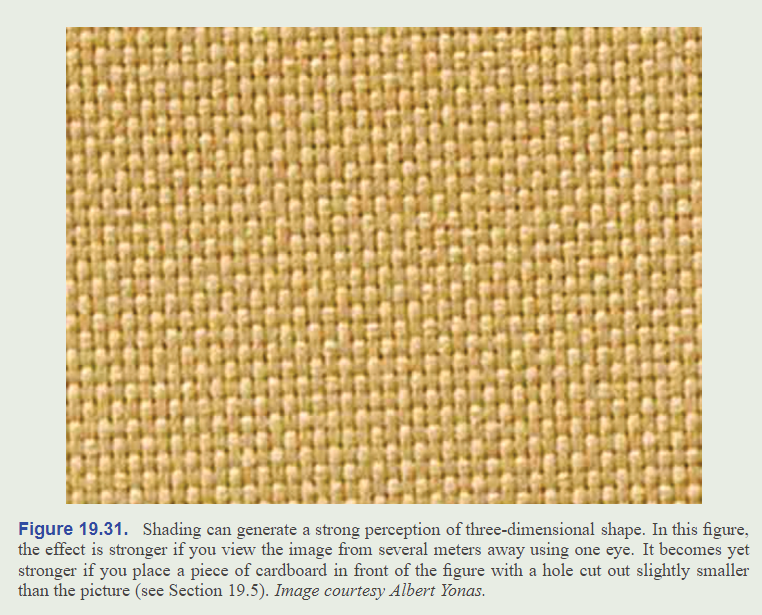 Figure 19.31. Shading can generate a strong perception of three-dimensional shape. In this figure,
the effect is stronger if you view the image from several meters away using one eye. It becomes yet
stronger if you place a piece of cardboard in front of the figure with a hole cut out slightly smaller
than the picture (see Section 19.5). Image courtesy Albert Yonas.